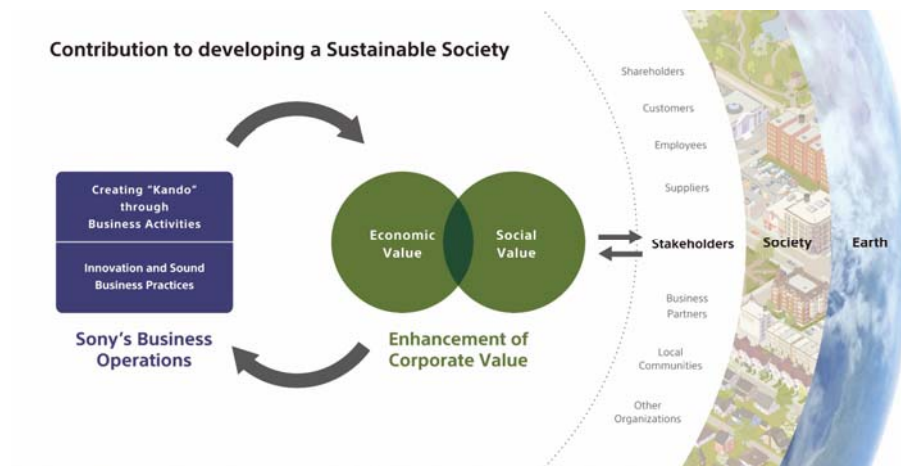 Contribution to developing a Sustainable Society
Creating "Kando"
through
Business Activities
Innovation and Sound
Business Practices
Sony's Business
Operations
Economic
Value
Social
Value
Enhancement of
Corporate Value
Shareholders
Customers
Employees
Suppliers
Stakeholders
Business
Partners
Local
Communities
Other
Organizations
Society
Earth